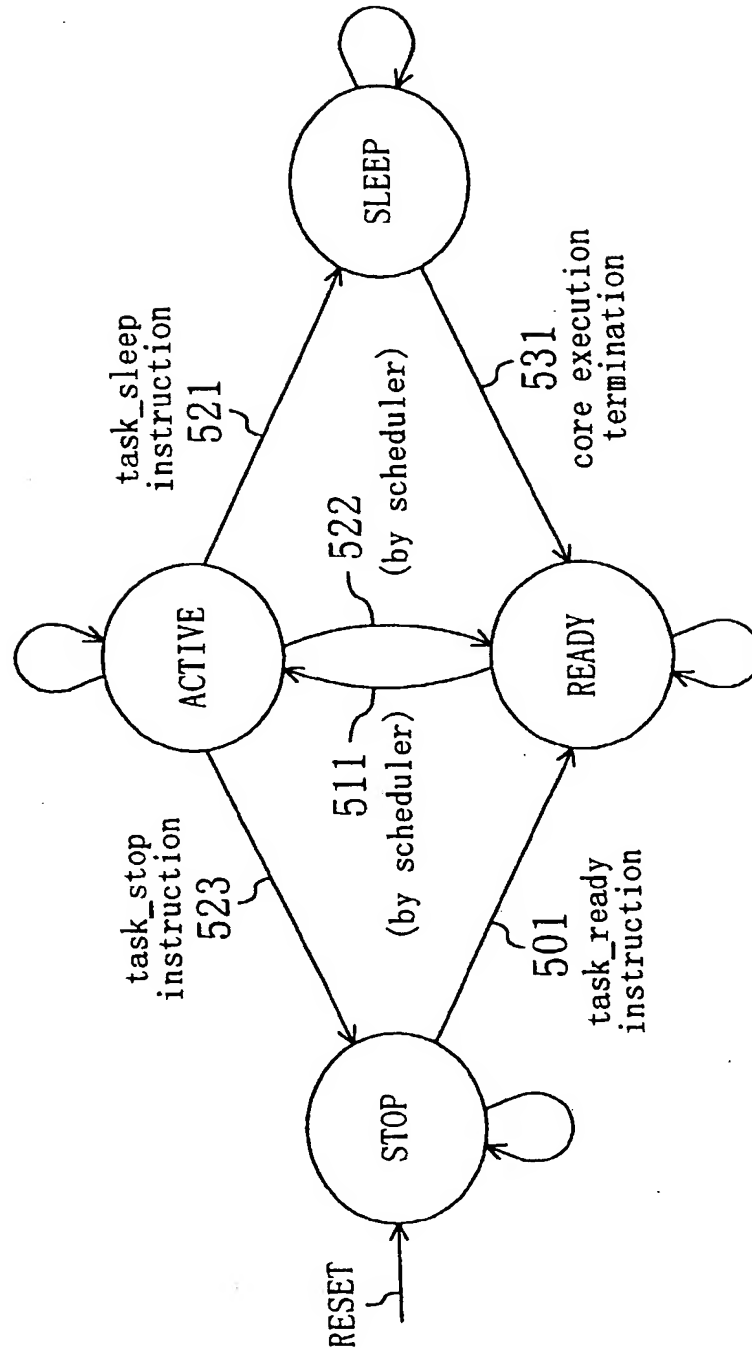 RESET
STOP
task_stop
instruction
523
501
task_ready
instruction
ACTIVE
511
(by scheduler)
522
(by scheduler)
READY
task_sleep
instruction
521
531
core execution
termination
SLEEP